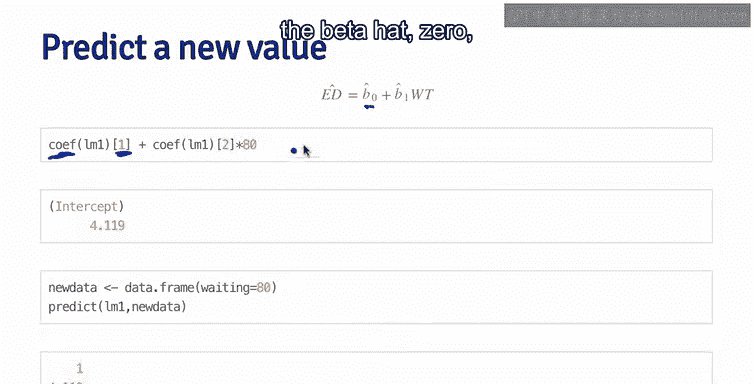 the beta hat, zero,
Predict a new value
ÊD = b̂₀ + b̂₁WT
coef(lm1)[1] + coef(lm1)[2]*80
(Intercept)
4.119
newdata <- data.frame(waiting=80)
predict(lm1,newdata)
1